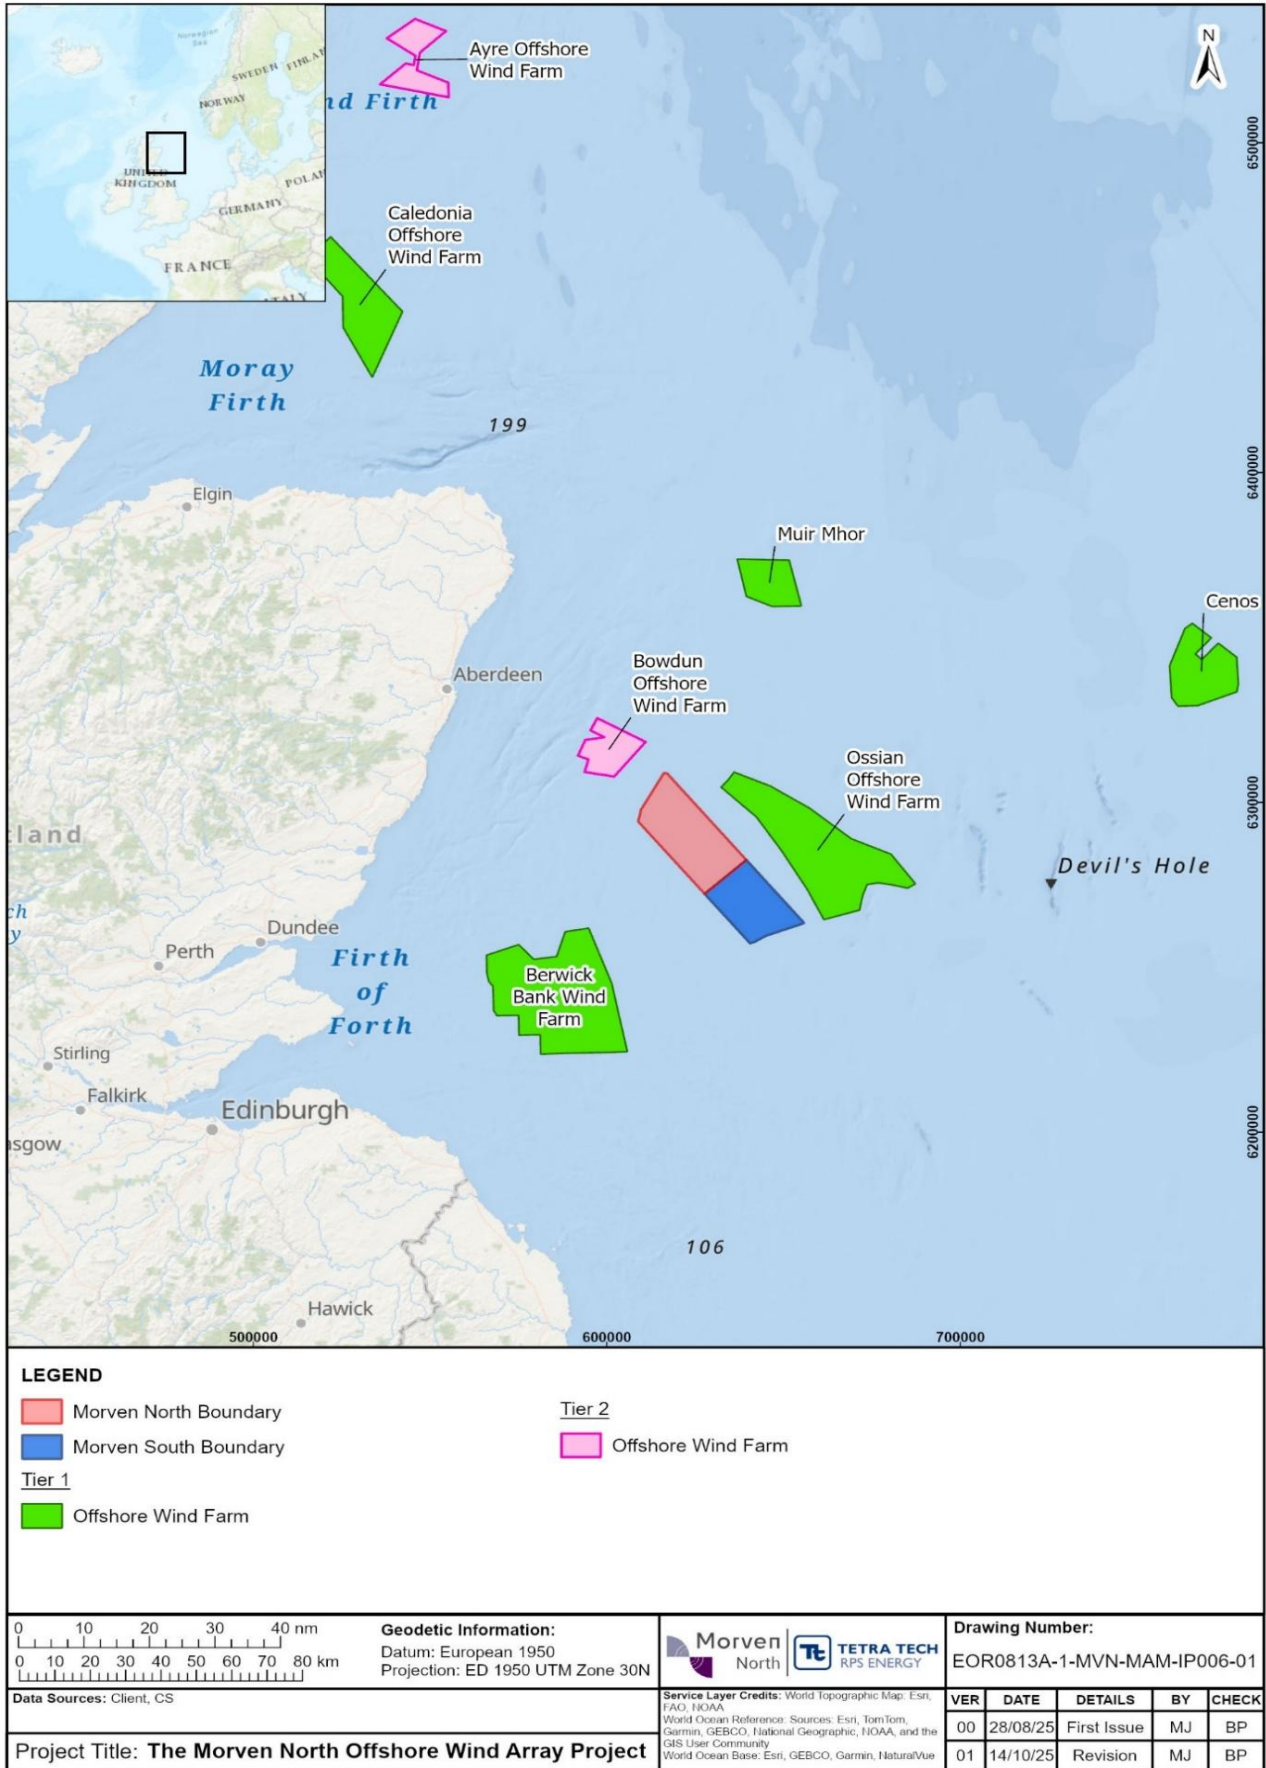 Norwegian
Sea
SWEDEN
FINLA
NORWAY
UNITED
KINGDOM
POLAN
GERMANY
FRANCE
ITALY
N
Ayre Offshore
Wind Farm
nd Firth
Caledonia
Offshore
Wind Farm
Moray
Firth
199
Elgin
Muir Mhor
Cenos
Bowdun
Offshore
Wind Farm
Aberdeen
Ossian
Offshore
Wind Farm
tland
Devil's Hole
ch
y
Dundee
Perth
Firth
of
Forth
Berwick
Bank Wind
Farm
Stirling
Falkirk
Edinburgh
asgow
106
Hawick
6500000
6400000
6300000
6200000
500000
600000
700000
LEGEND
Morven North Boundary
Morven South Boundary
Tier 1
Offshore Wind Farm
Tier 2
Offshore Wind Farm
0 10 20 30 40 nm
0 10 20 30 40 50 60 70 80 km
Geodetic Information:
Datum: European 1950
Projection: ED 1950 UTM Zone 30N
Data Sources: Client, CS
Project Title: The Morven North Offshore Wind Array Project
Morven
North
Tt
TETRA TECH
RPS ENERGY
Service Layer Credits: World Topographic Map: Esri,
FAO, NOAA
World Ocean Reference: Sources: Esri, TomTom,
Garmin, GEBCO, National Geographic, NOAA, and the
GIS User Community
World Ocean Base: Esri, GEBCO, Garmin, NaturalVue
Drawing Number:
EOR0813A-1-MVN-MAM-IP006-01
VER DATE DETAILS BY CHECK
00 28/08/25 First Issue MJ BP
01 14/10/25 Revision MJ BP